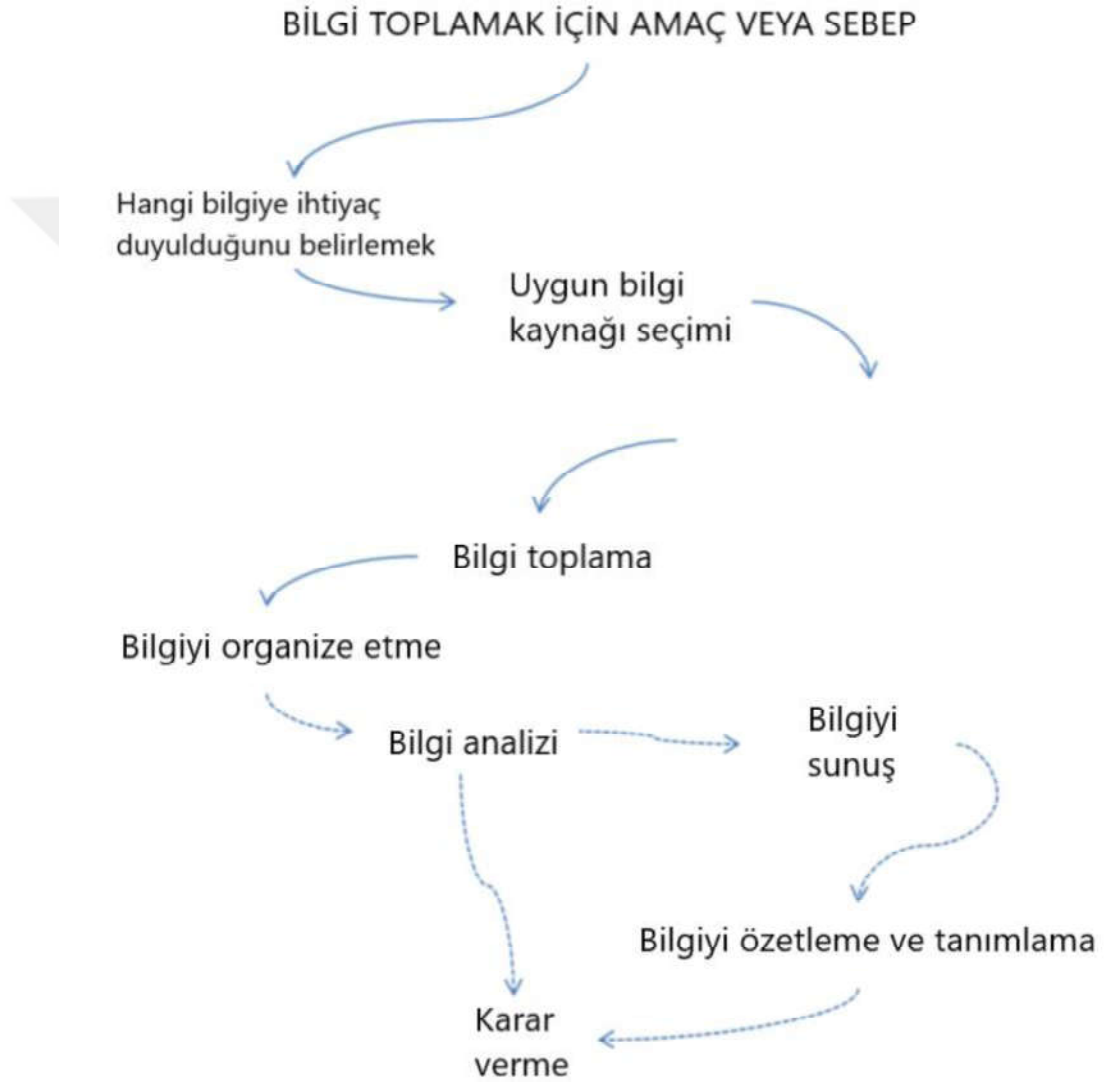 BİLGİ TOPLAMAK İÇİN AMAÇ VEYA SEBEP
Hangi bilgiye ihtiyaç
duyulduğunu belirlemek
Uygun bilgi
kaynağı seçimi
Bilgi toplama
Bilgiyi organize etme
Bilgi analizi
Bilgiyi
sunuş
Bilgiyi özetleme ve tanımlama
Karar
verme